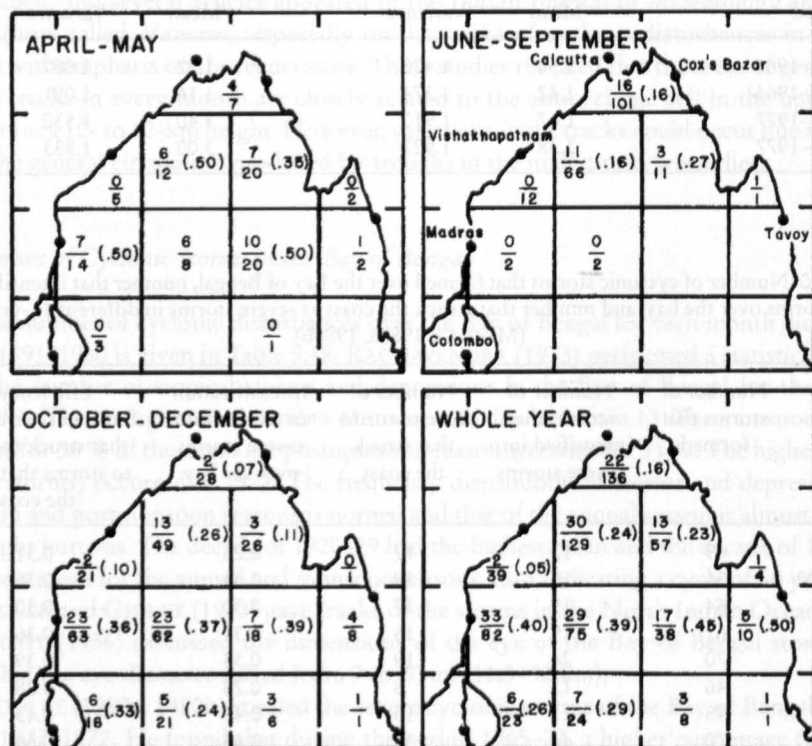 APRIL-MAY
4/7
6/12 (.50) 7/20 (.35)
0/5 0/2
7/14 (.50) 6/8 10/20 (.50) 1/2
0/3 0/1
JUNE-SEPTEMBER
Calcutta
Cox's Bazar
16/101 (.16)
Vishakhapatnam
11/66 (.16) 3/11 (.27)
0/12 1/1
Madras
Tavoy
0/2 0/2
Colombo
OCTOBER-DECEMBER
2/28 (.07)
13/49 (.26) 3/26 (.11)
2/21 (.10) 0/1
23/63 (.36) 23/62 (.37) 7/18 (.39) 4/8
6/18 (.33) 5/21 (.24) 3/6
WHOLE YEAR
22/136 (.16)
30/129 (.24) 13/57 (.23)
2/39 (.05) 1/4
33/82 (.40) 29/75 (.39) 17/38 (.45) 5/10 (.50)
6/23 (.26) 7/24 (.29) 3/8 1/1